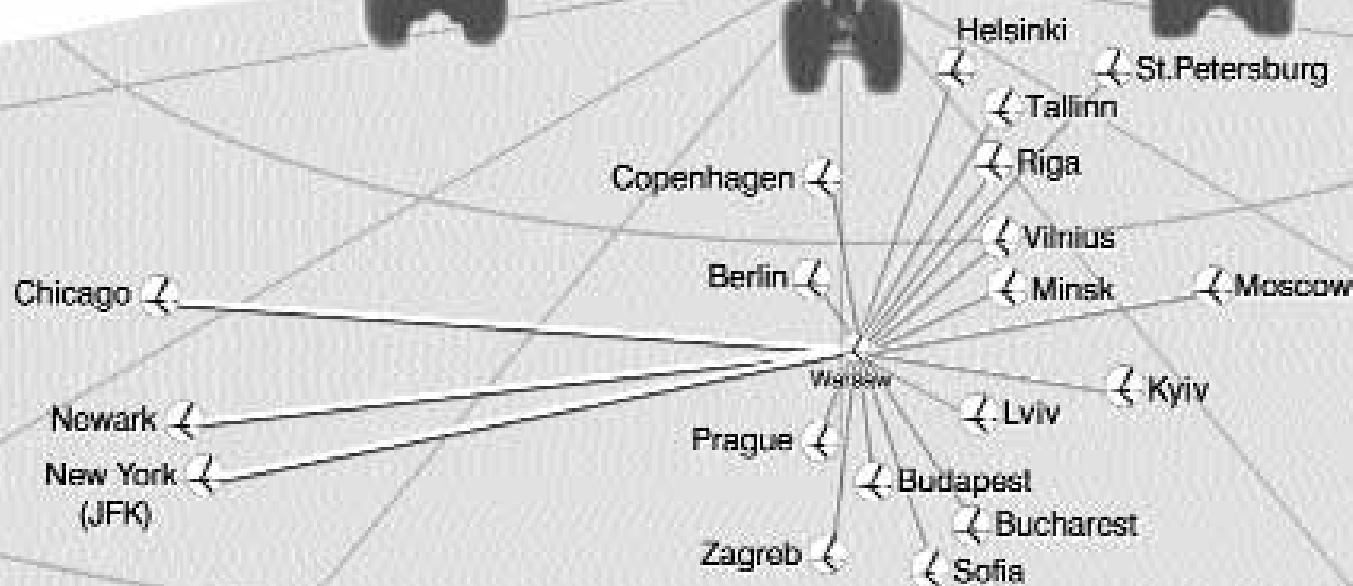 Helsinki
St.Petersburg
Tallinn
Riga
Copenhagen
Vilnius
Berlin
Minsk
Moscow
Chicago
Warsaw
Kyiv
Lviv
Newark
Prague
New York
(JFK)
Budapest
Bucharest
Zagreb
Sofia